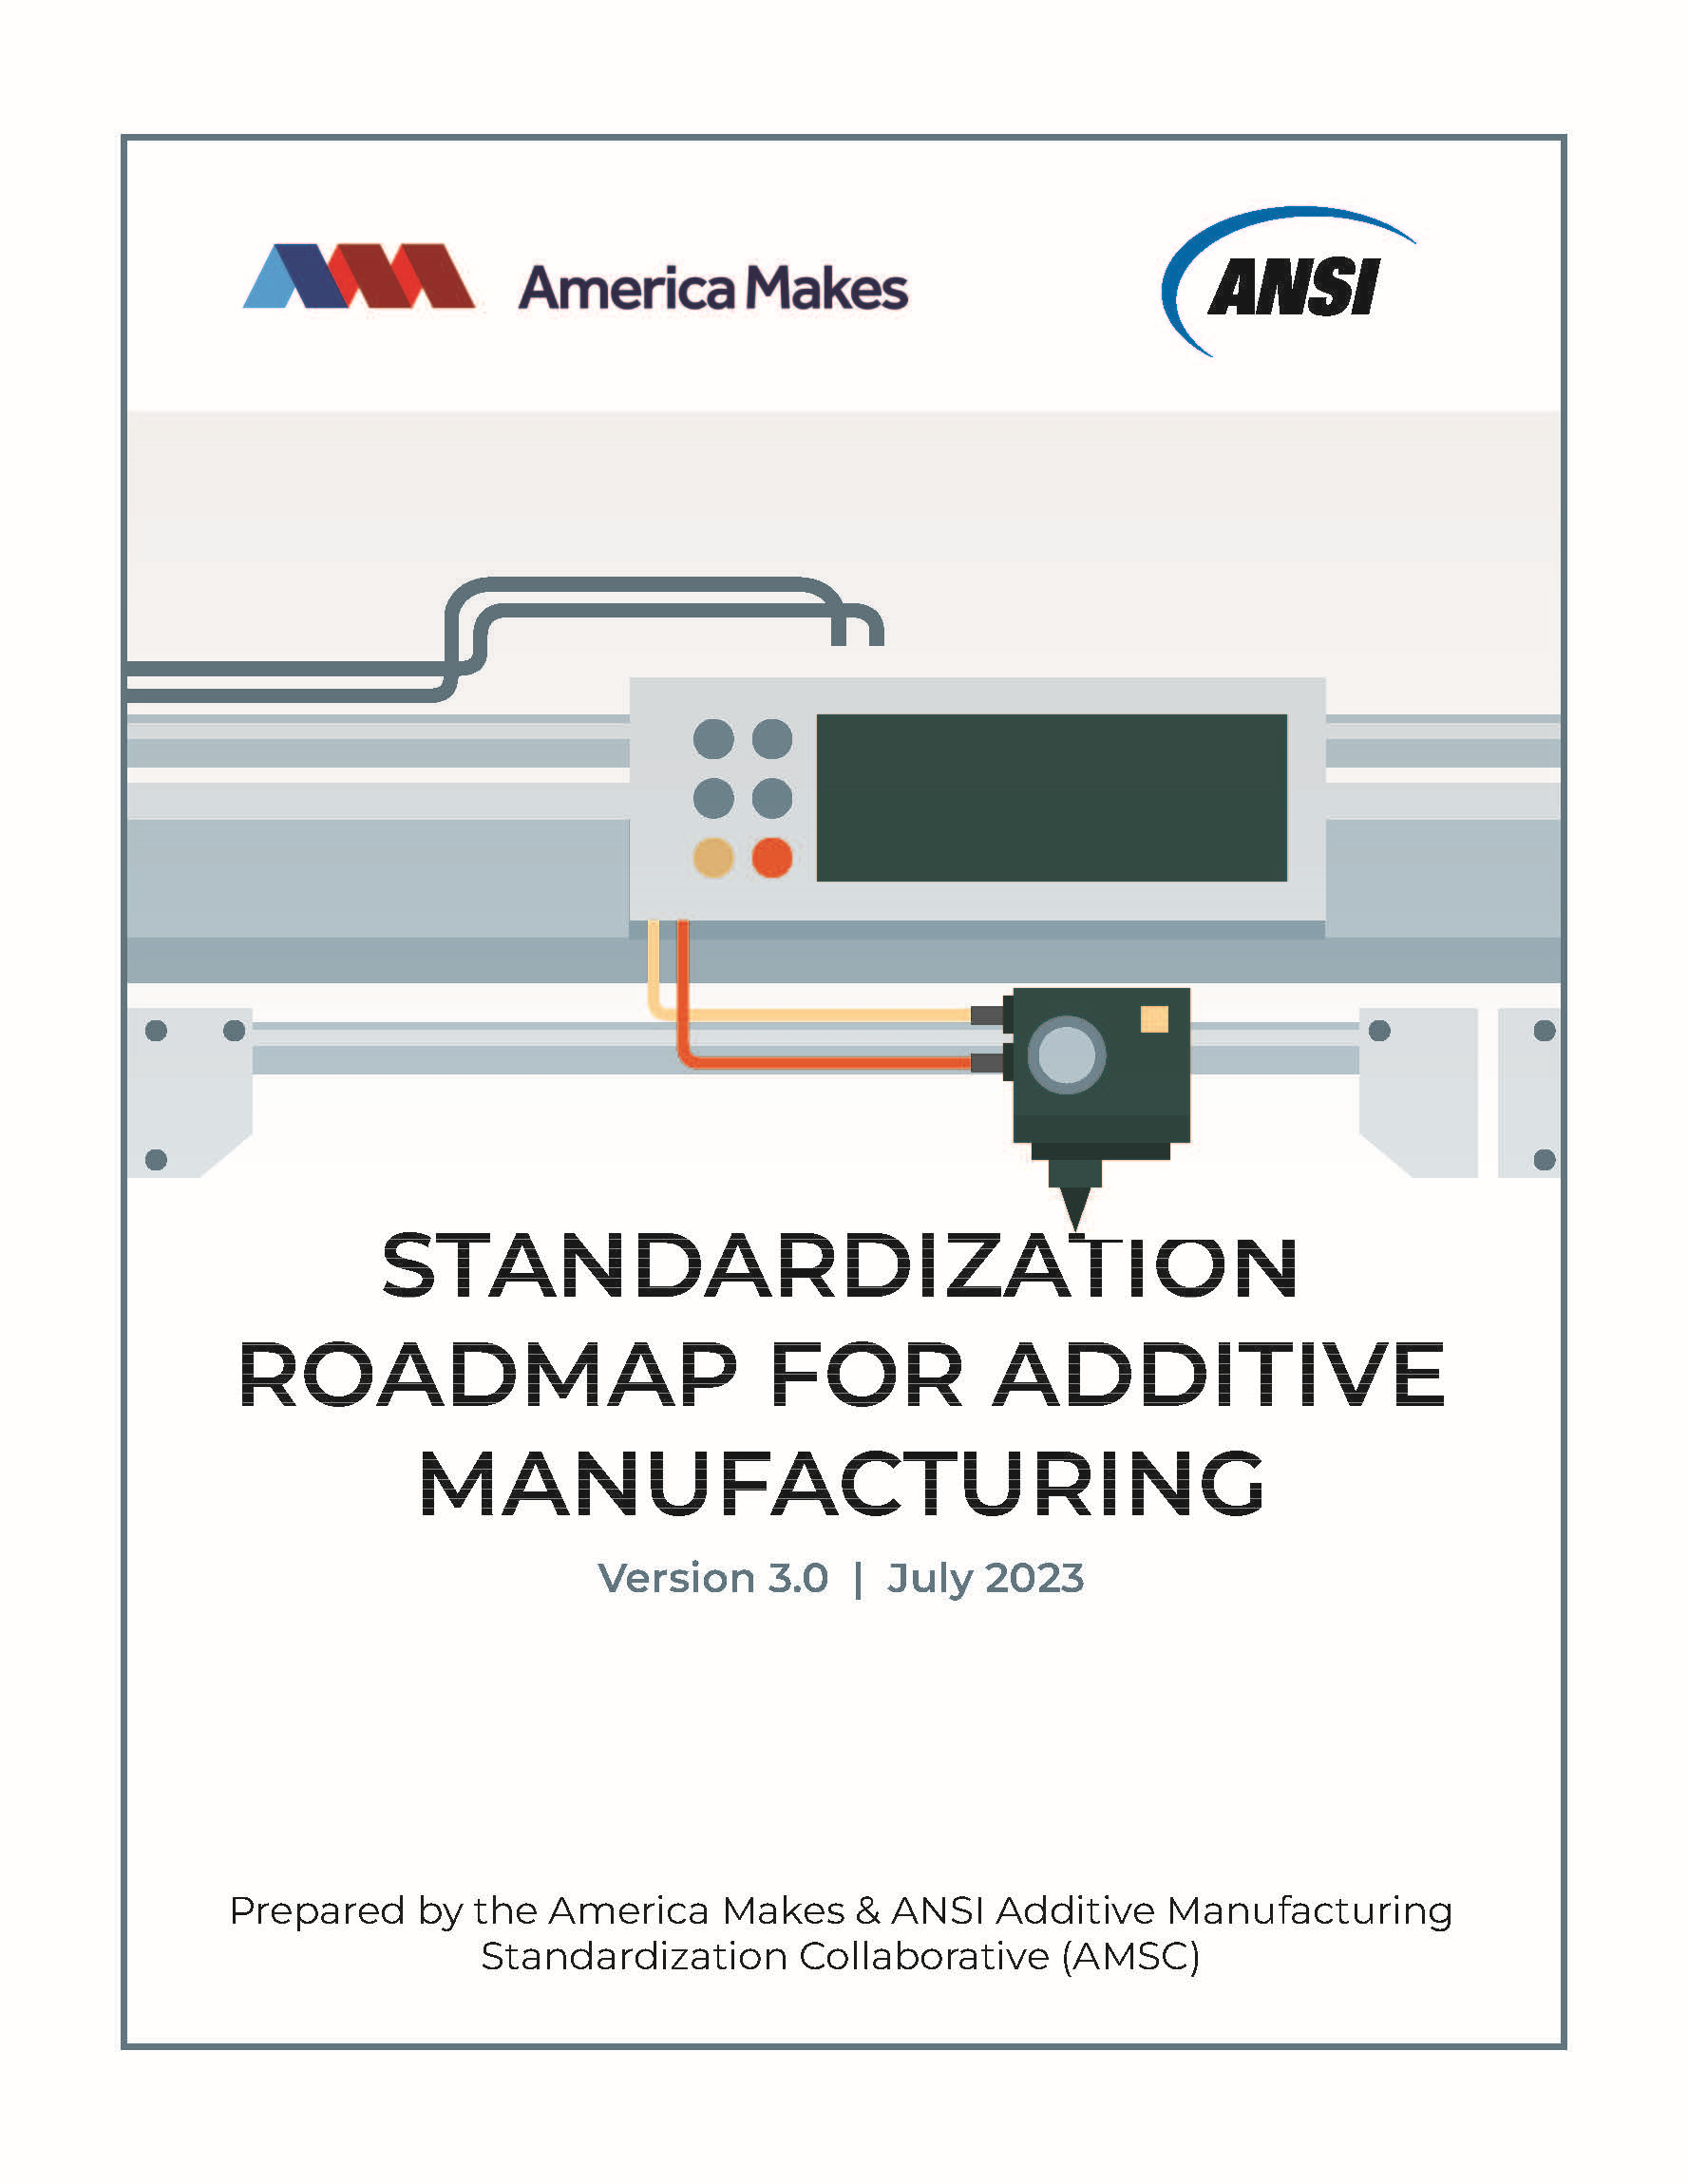 America Makes
ANSI
STANDARDIZATION
ROADMAP FOR ADDITIVE
MANUFACTURING
Version 3.0 | July 2023
Prepared by the America Makes & ANSI Additive Manufacturing
Standardization Collaborative (AMSC)